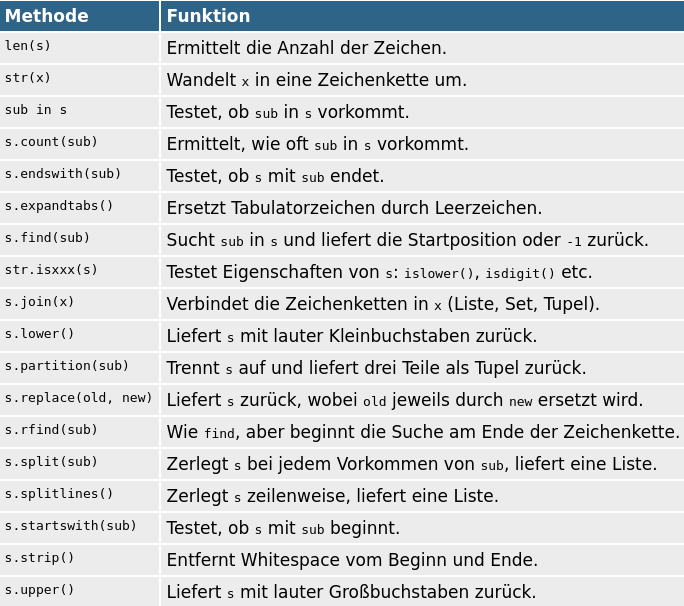 Methode Funktion
len(s) Ermittelt die Anzahl der Zeichen.
str(x) Wandelt x in eine Zeichenkette um.
sub in s Testet, ob sub in s vorkommt.
s.count(sub) Ermittelt, wie oft sub in s vorkommt.
s.endswith(sub) Testet, ob s mit sub endet.
s.expandtabs() Ersetzt Tabulatorzeichen durch Leerzeichen.
s.find(sub) Sucht sub in s und liefert die Startposition oder -1 zurück.
str.isxxx(s) Testet Eigenschaften von s: islower(), isdigit() etc.
s.join(x) Verbindet die Zeichenketten in x (Liste, Set, Tupel).
s.lower() Liefert s mit lauter Kleinbuchstaben zurück.
s.partition(sub) Trennt s auf und liefert drei Teile als Tupel zurück.
s.replace(old, new) Liefert s zurück, wobei old jeweils durch new ersetzt wird.
s.rfind(sub) Wie find, aber beginnt die Suche am Ende der Zeichenkette.
s.split(sub) Zerlegt s bei jedem Vorkommen von sub, liefert eine Liste.
s.splitlines() Zerlegt s zeilenweise, liefert eine Liste.
s.startswith(sub) Testet, ob s mit sub beginnt.
s.strip() Entfernt Whitespace vom Beginn und Ende.
s.upper() Liefert s mit lauter Großbuchstaben zurück.